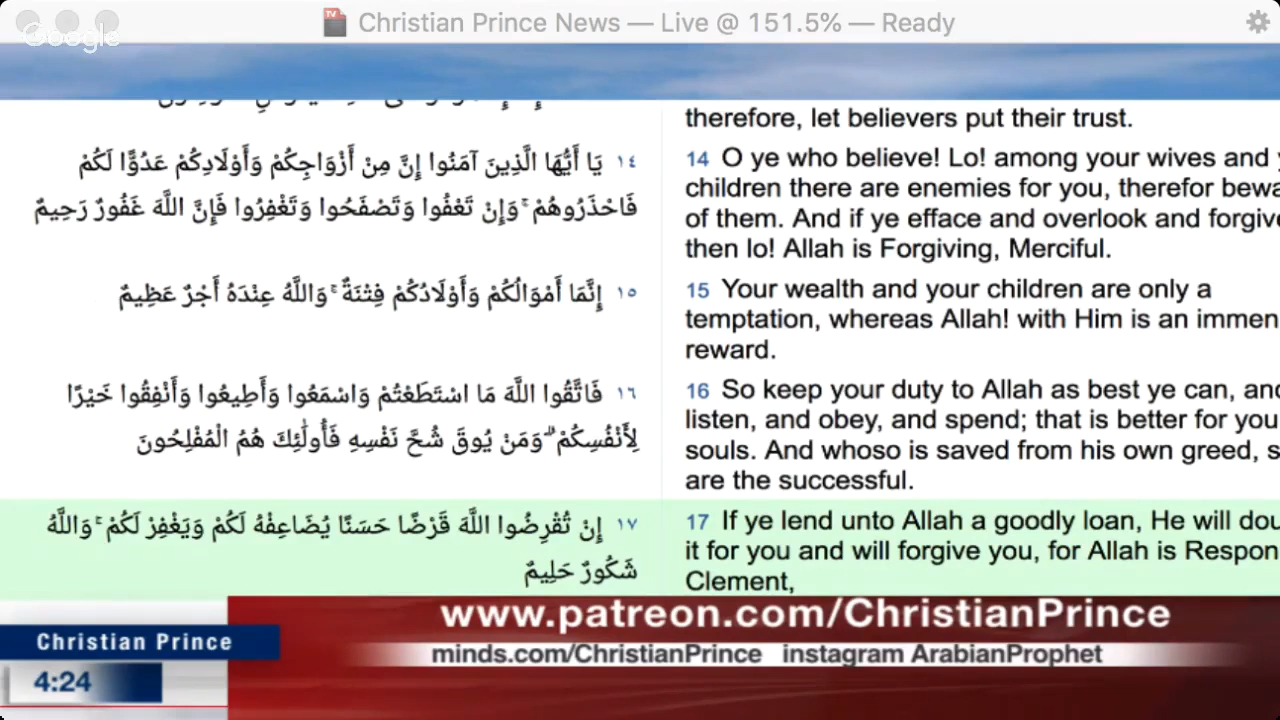 Google
Christian Prince News — Live @ 151.5% — Ready
١٤ يَا أَيُّهَا الَّذِينَ آمَنُوا إِنَّ مِنْ أَزْوَاجِكُمْ وَأَوْلَادِكُمْ عَدُوًّا لَكُمْ
فَاحْذَرُوهُمْ ۚ وَإِنْ تَعْفُوا وَتَصْفَحُوا وَتَغْفِرُوا فَإِنَّ اللَّهَ غَفُورٌ رَحِيمٌ
١٥ إِنَّمَا أَمْوَالُكُمْ وَأَوْلَادُكُمْ فِتْنَةٌ ۚ وَاللَّهُ عِنْدَهُ أَجْرٌ عَظِيمٌ
١٦ فَاتَّقُوا اللَّهَ مَا اسْتَطَعْتُمْ وَاسْمَعُوا وَأَطِيعُوا وَأَنْفِقُوا خَيْرًا
لِأَنْفُسِكُمْ ۗ وَمَنْ يُوقَ شُحَّ نَفْسِهِ فَأُولَٰئِكَ هُمُ الْمُفْلِحُونَ
١٧ إِنْ تُقْرِضُوا اللَّهَ قَرْضًا حَسَنًا يُضَاعِفْهُ لَكُمْ وَيَغْفِرْ لَكُمْ ۚ وَاللَّهُ
شَكُورٌ حَلِيمٌ
therefore, let believers put their trust.
14 O ye who believe! Lo! among your wives and
children there are enemies for you, therefor bewa
of them. And if ye efface and overlook and forgive
then lo! Allah is Forgiving, Merciful.
15 Your wealth and your children are only a
temptation, whereas Allah! with Him is an immen
reward.
16 So keep your duty to Allah as best ye can, and
listen, and obey, and spend; that is better for you
souls. And whoso is saved from his own greed, s
are the successful.
17 If ye lend unto Allah a goodly loan, He will dou
it for you and will forgive you, for Allah is Respon
Clement,
www.patreon.com/ChristianPrince
minds.com/ChristianPrince instagram ArabianProphet
Christian Prince
4:24